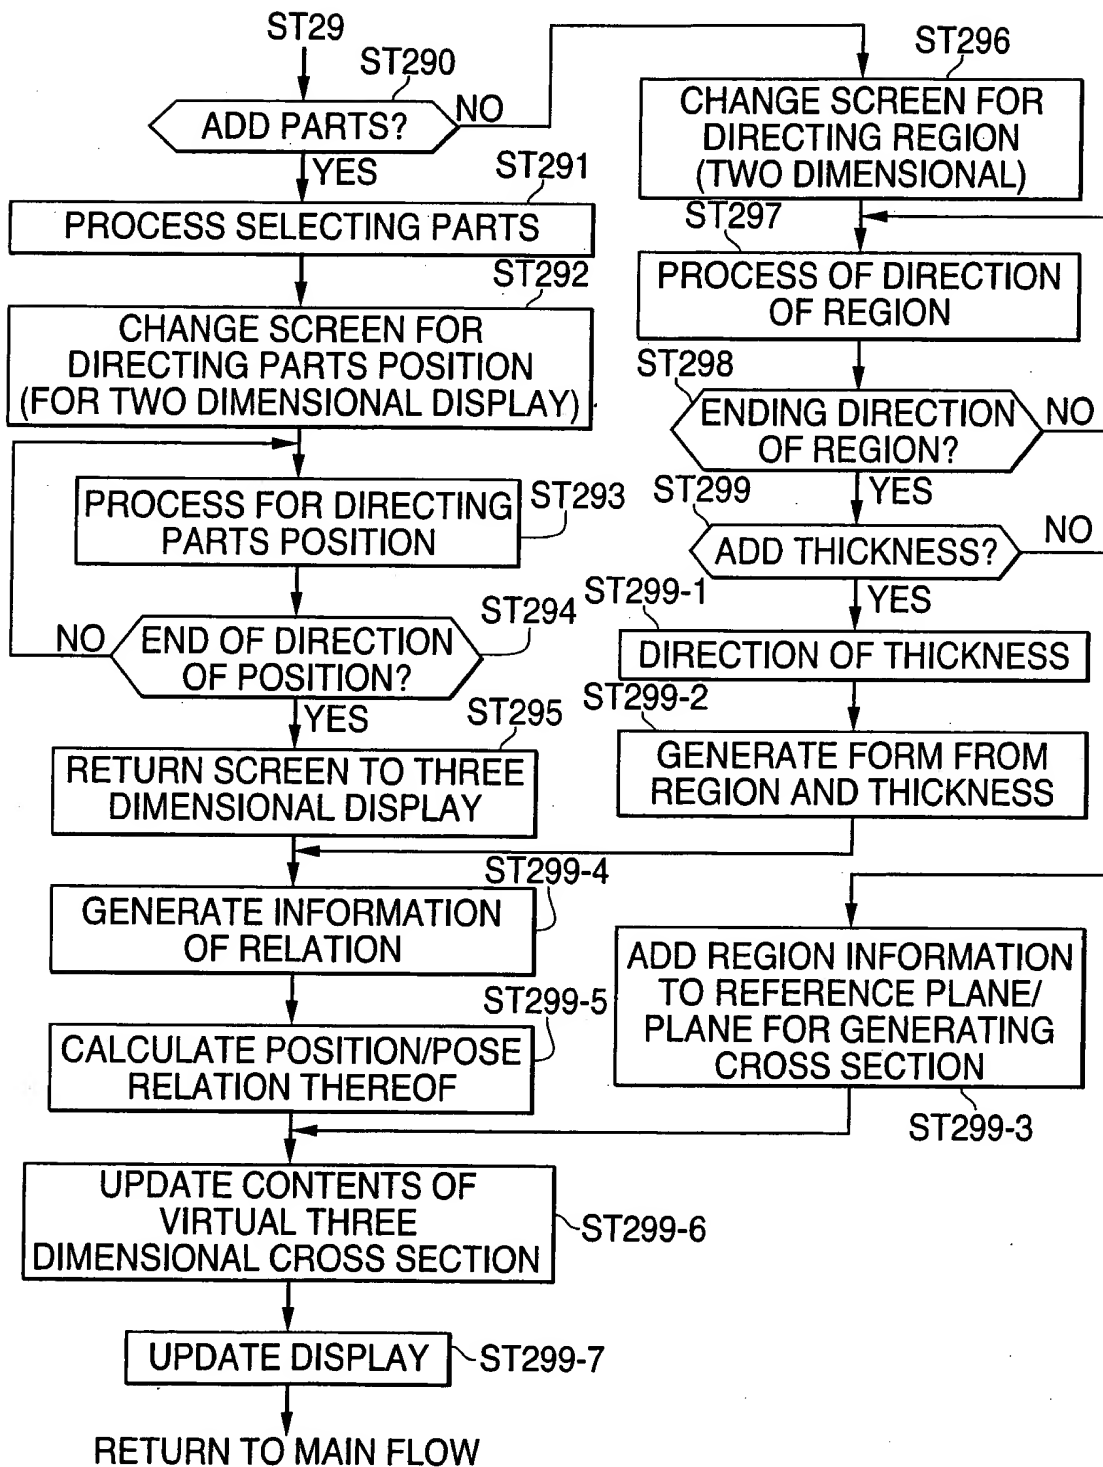 ST29
ST290
ADD PARTS?
NO
YES
ST291
PROCESS SELECTING PARTS
ST292
CHANGE SCREEN FOR
DIRECTING PARTS POSITION
(FOR TWO DIMENSIONAL DISPLAY)
PROCESS FOR DIRECTING
PARTS POSITION
ST293
NO
END OF DIRECTION
OF POSITION?
ST294
YES
ST295
RETURN SCREEN TO THREE
DIMENSIONAL DISPLAY
ST299-4
GENERATE INFORMATION
OF RELATION
ST299-5
CALCULATE POSITION/POSE
RELATION THEREOF
UPDATE CONTENTS OF
VIRTUAL THREE
DIMENSIONAL CROSS SECTION
ST299-6
UPDATE DISPLAY
ST299-7
RETURN TO MAIN FLOW
ST296
CHANGE SCREEN FOR
DIRECTING REGION
(TWO DIMENSIONAL)
ST297
PROCESS OF DIRECTION
OF REGION
ST298
ENDING DIRECTION
OF REGION?
NO
YES
ST299
ADD THICKNESS?
NO
YES
ST299-1
DIRECTION OF THICKNESS
ST299-2
GENERATE FORM FROM
REGION AND THICKNESS
ADD REGION INFORMATION
TO REFERENCE PLANE/
PLANE FOR GENERATING
CROSS SECTION
ST299-3